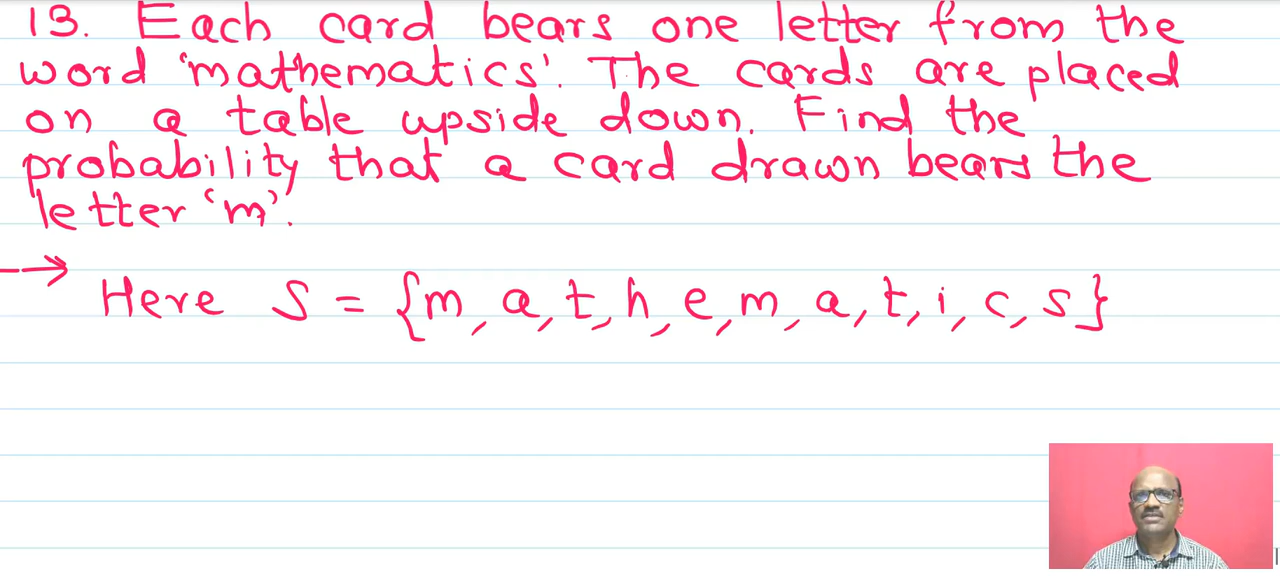 13. Each card bears one letter from the
word 'mathematics'. The cards are placed
on a table upside down. Find the
probability that a card drawn bears the
letter 'm'.
→
Here S = {m, a, t, h, e, m, a, t, i, c, s}